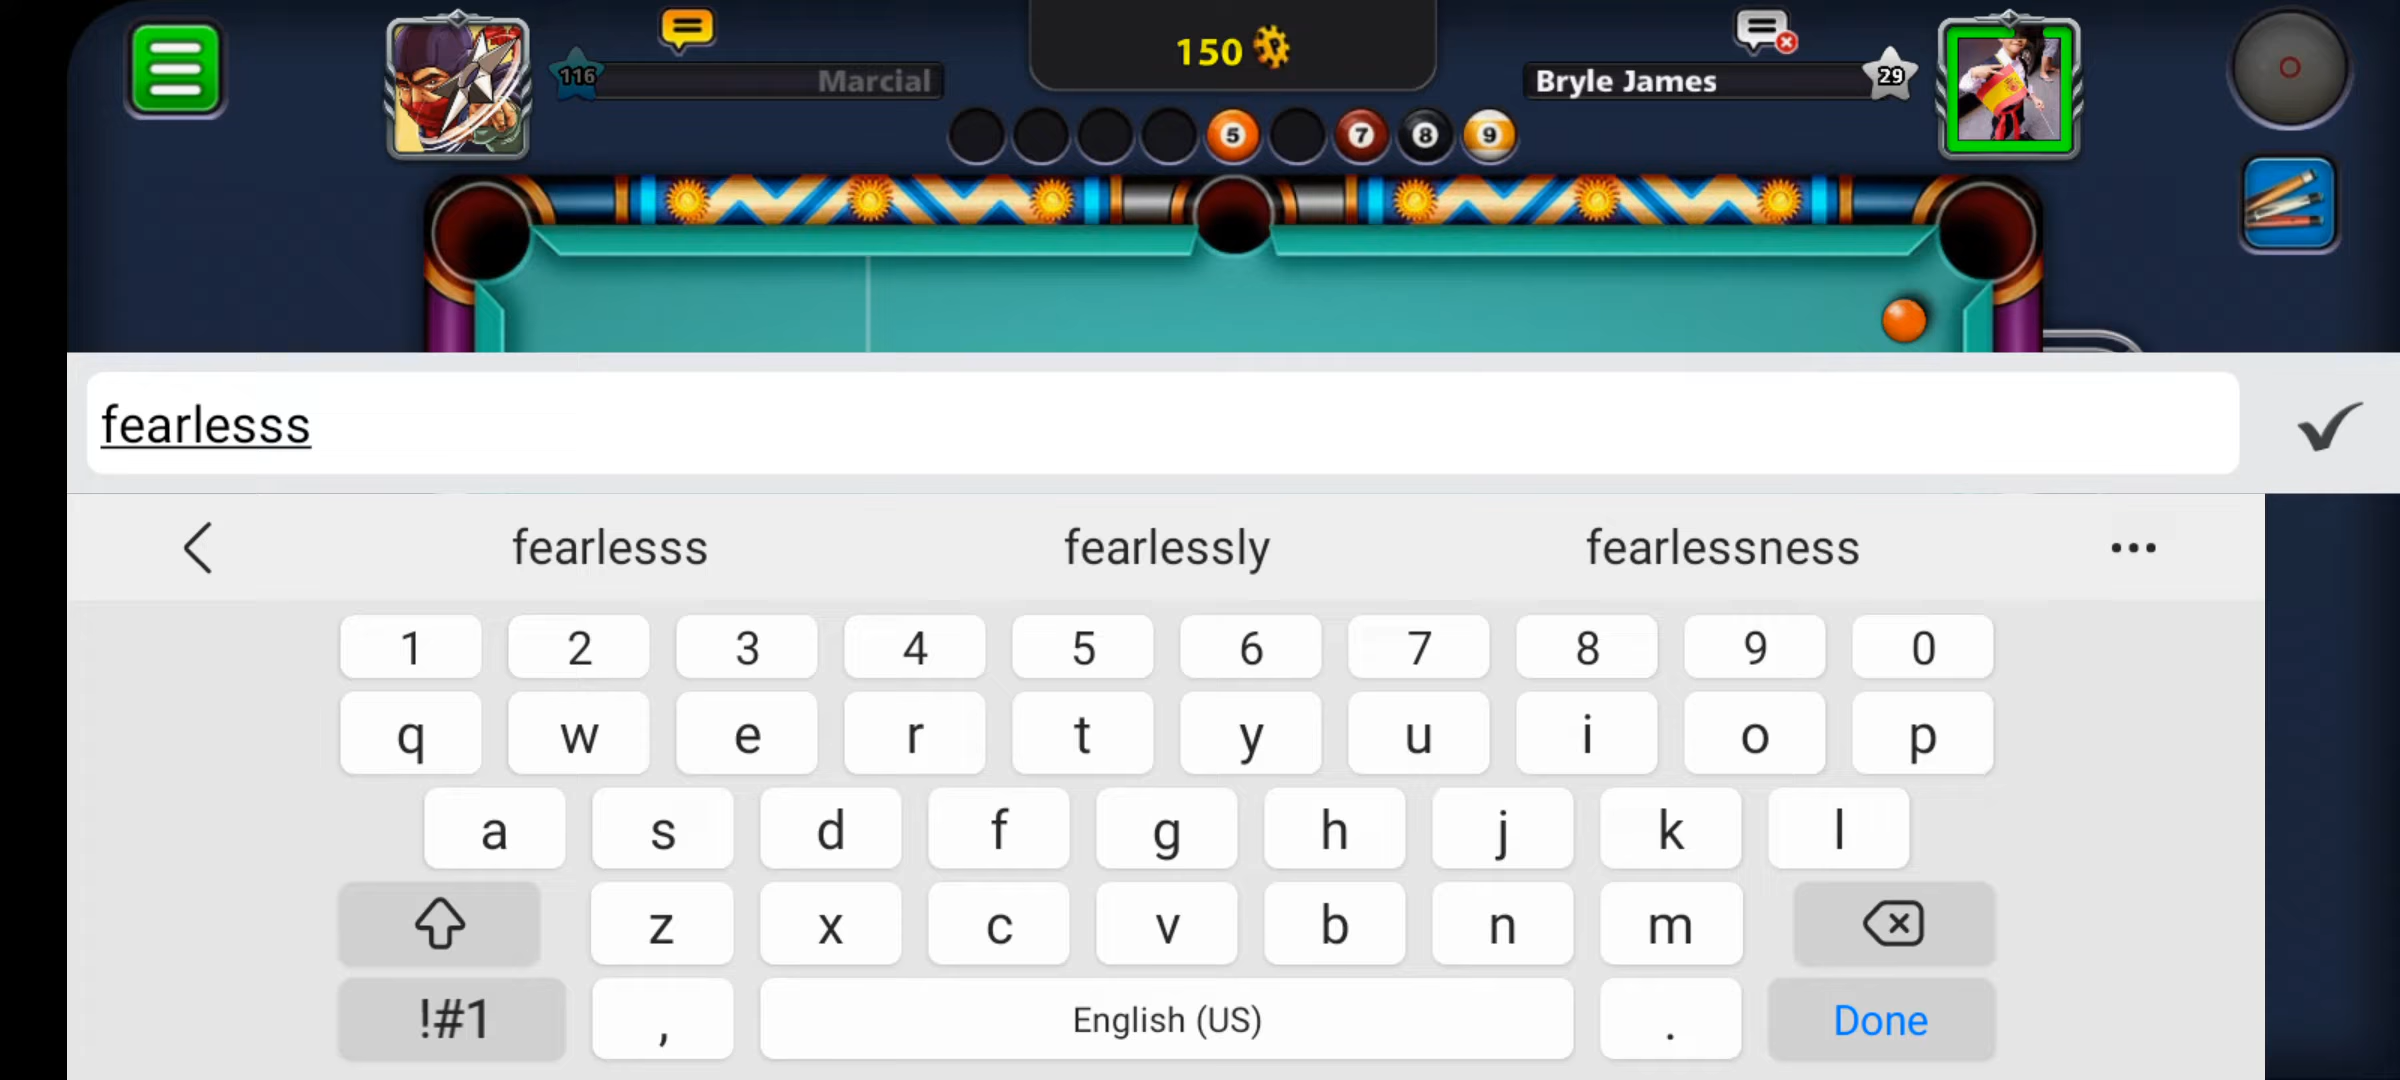 116
Marcial
150
Bryle James
29
5 7 8 9
fearlesss
fearlesss fearlessly fearlessness
1 2 3 4 5 6 7 8 9 0
q w e r t y u i o p
a s d f g h j k l
z x c v b n m
!#1 , English (US) . Done